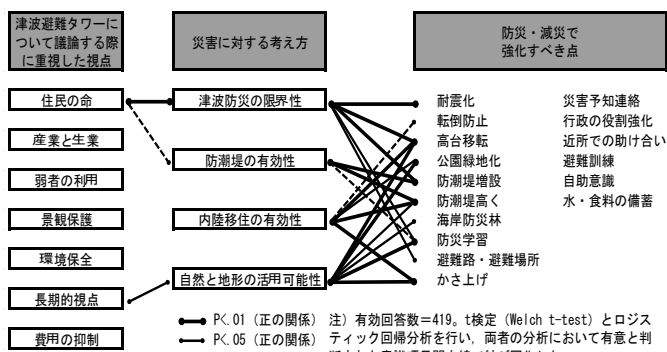 津波避難タワーに
ついて議論する際
に重視した視点
災害に対する考え方
防災・減災で
強化すべき点
住民の命
産業と生業
弱者の利用
景観保護
環境保全
長期的視点
費用の抑制
津波防災の限界性
防潮堤の有効性
内陸移住の有効性
自然と地形の活用可能性
耐震化
転倒防止
高台移転
公園緑地化
防潮堤増設
防潮堤高く
海岸防災林
防災学習
避難路・避難場所
かさ上げ
災害予知連絡
行政の役割強化
近所での助け合い
避難訓練
自助意識
水・食料の備蓄
P<.01（正の関係）
P<.05（正の関係）
注）有効回答数＝419。t検定（Welch t-test）とロジス
ティック回帰分析を行い，両者の分析において有意と判